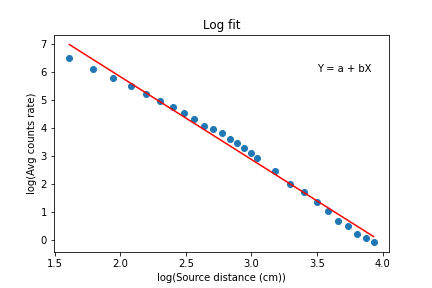 Log fit
Y = a + bX
log(Avg counts rate)
7
6
5
4
3
2
1
0
1.5 2.0 2.5 3.0 3.5 4.0
log(Source distance (cm))